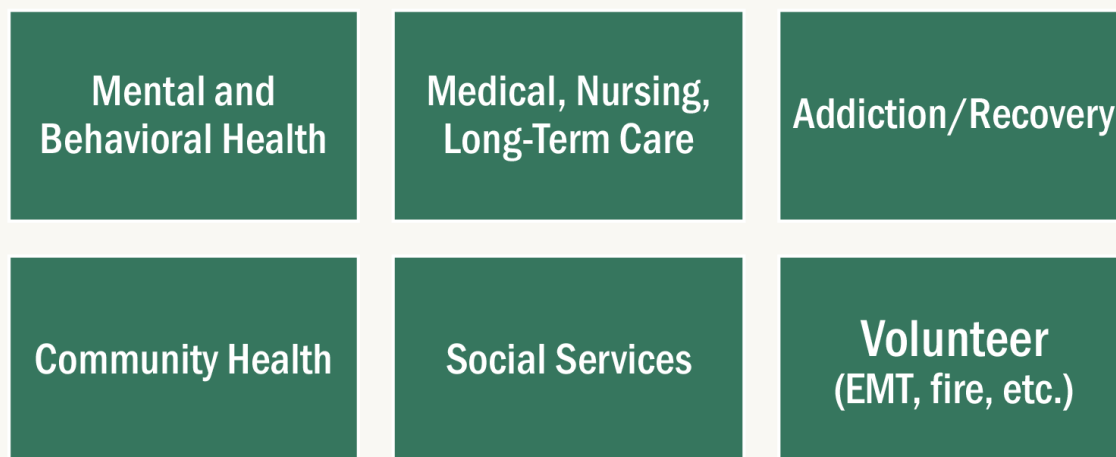 Mental and
Behavioral Health
Medical, Nursing,
Long-Term Care
Addiction/Recovery
Community Health
Social Services
Volunteer
(EMT, fire, etc.)